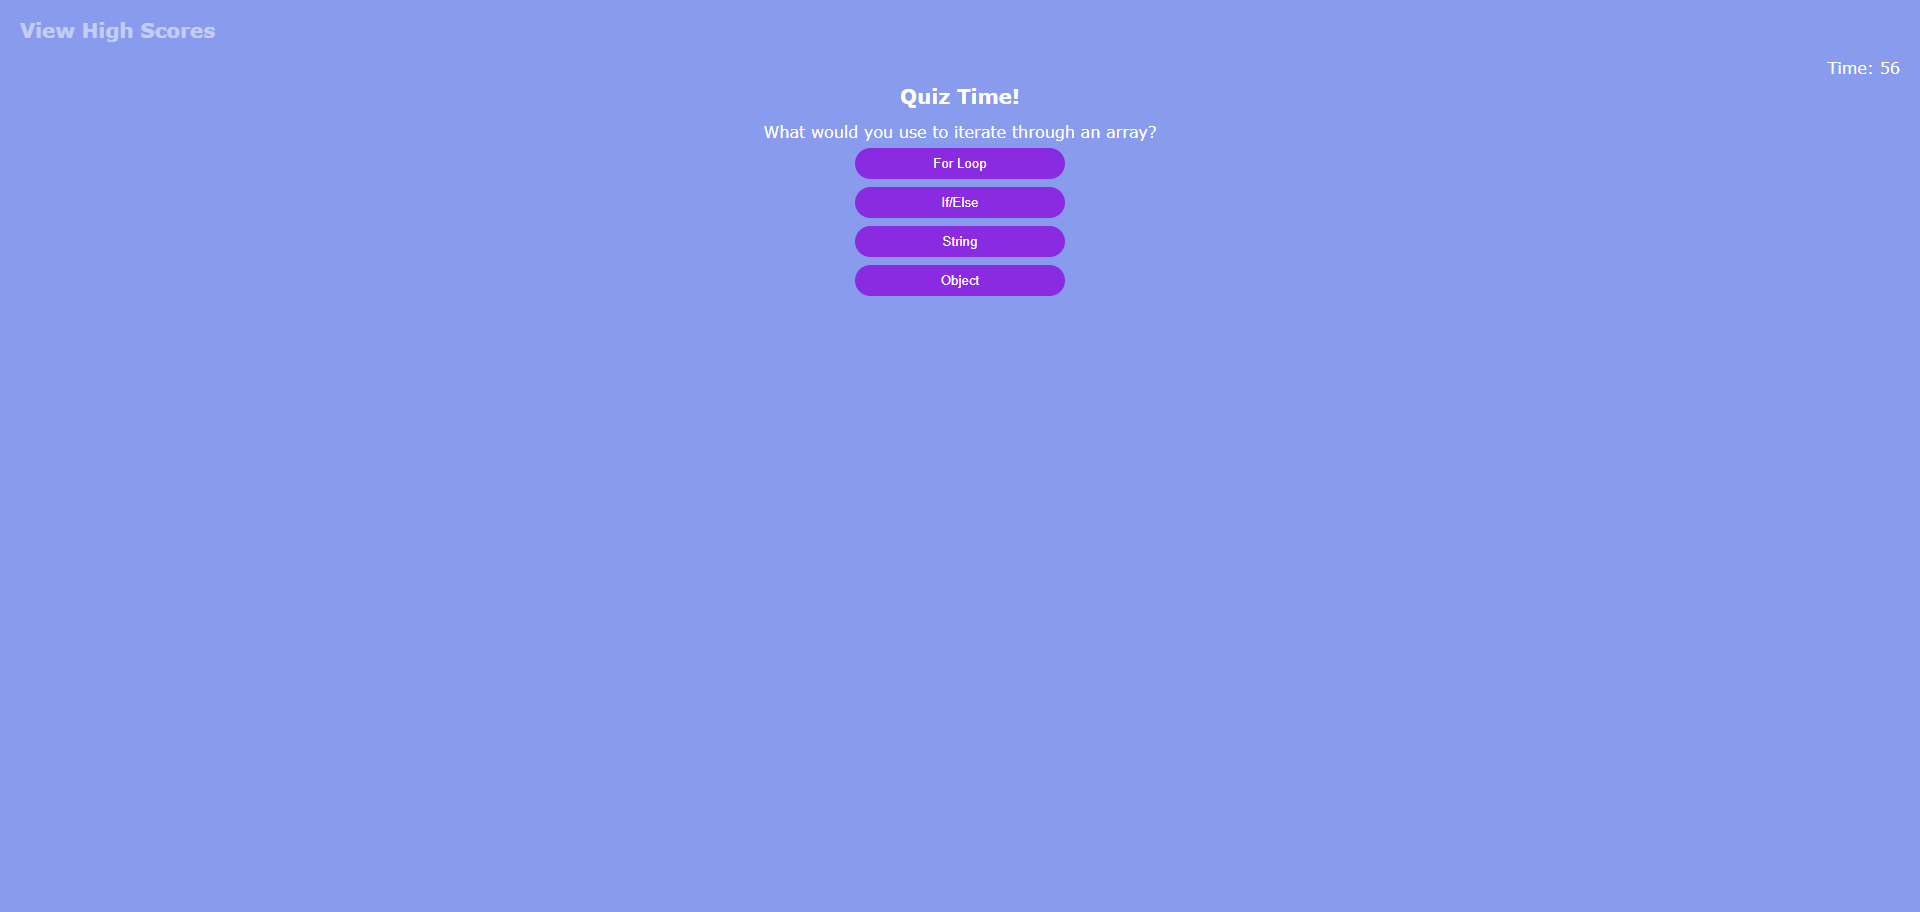 View High Scores
Time: 56
Quiz Time!
What would you use to iterate through an array?
For Loop
If/Else
String
Object